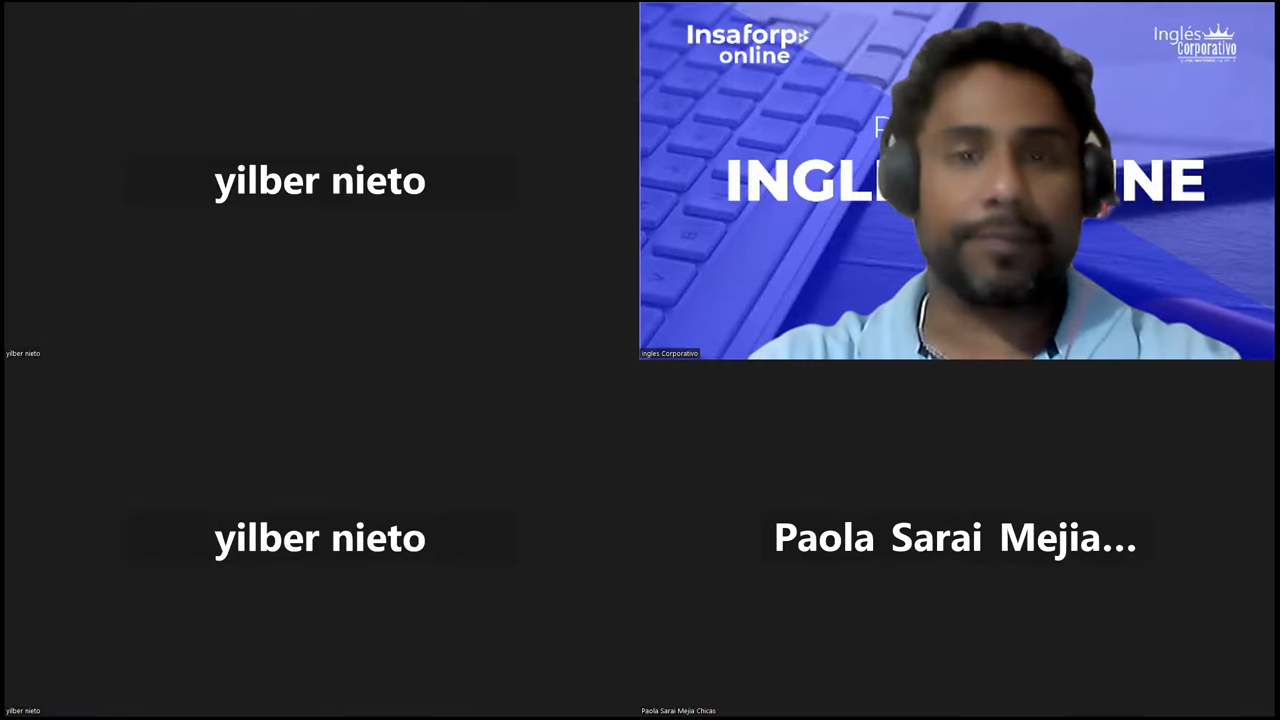 yilber nieto
yilber nieto
Insaforp
online
Inglés
Corporativo
INGL
INE
Ingles Corporativo
yilber nieto
yilber nieto
Paola Sarai Mejia...
Paola Sarai Mejia Chicas